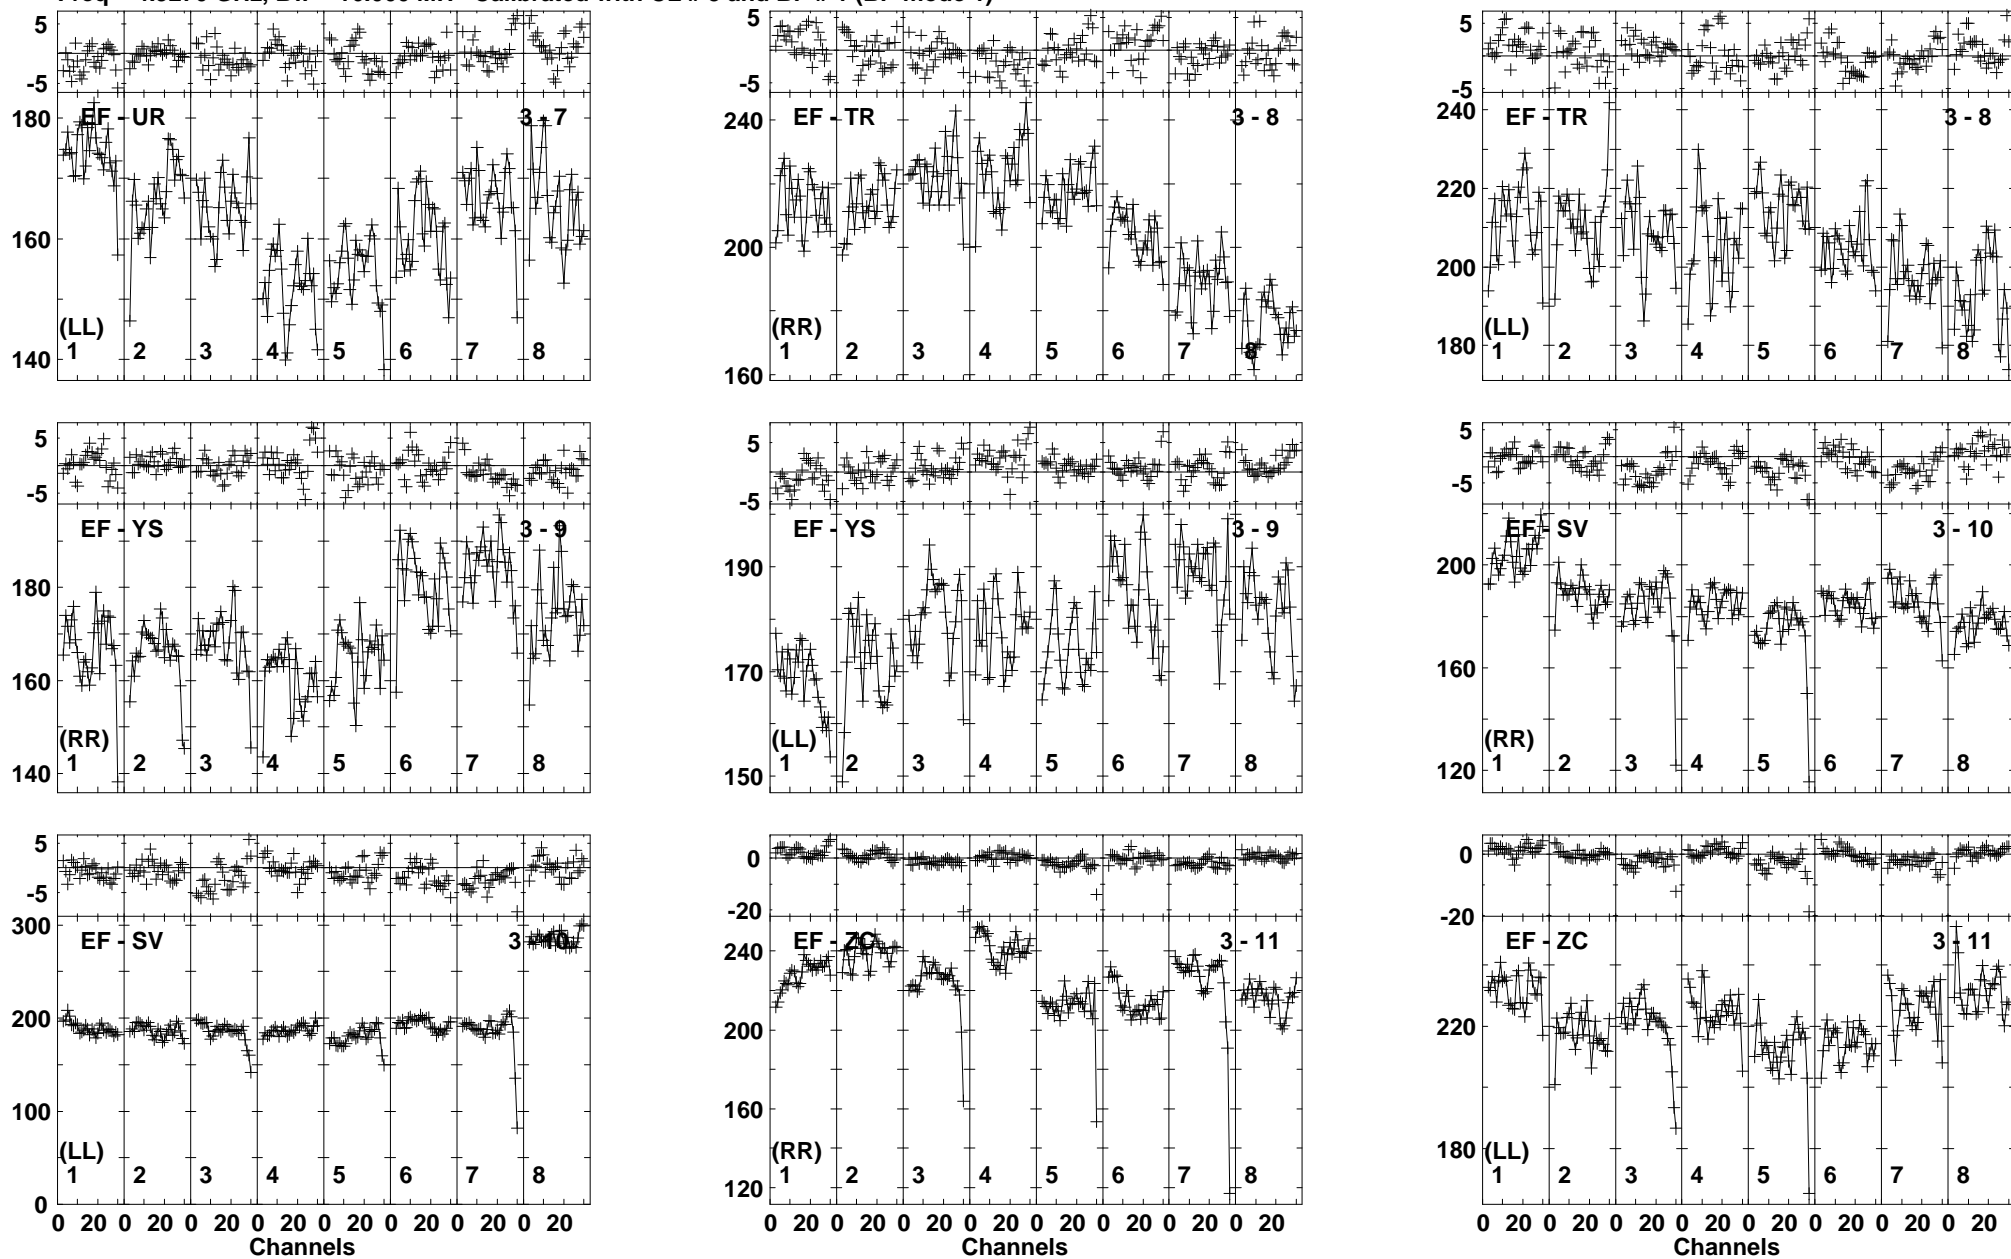 5 5 5
-5 -5 -5
180 EF - UR 3 - 7 240 EF - TR 3 - 8 240 EF - TR 3 - 8
220
160 200 200
(LL) (RR) (LL)
140 1 2 3 4 5 6 7 8 1 2 3 4 5 6 7 8 180 1 2 3 4 5 6 7 8
160
5 5 5
-5 -5 -5
EF - YS 3 - 9 EF - YS 3 - 9 EF - SV 3 - 10
180 190 200
160 170 160
(RR) (LL) (RR)
1 2 3 4 5 6 7 8 1 2 3 4 5 6 7 8 1 2 3 4 5 6 7 8
140 150 120
5 0 0
-5 -20 -20
300 EF - SV 3 - 10 240 EF - ZC 3 - 11 EF - ZC 3 - 11
200 200 220
100 160 180
(LL) (RR) (LL)
1 2 3 4 5 6 7 8 1 2 3 4 5 6 7 8 1 2 3 4 5 6 7 8
0 120
0 20 0 20 0 20 0 20 0 20 0 20 0 20 0 20 0 20 0 20 0 20 0 20 0 20 0 20 0 20 0 20 0 20 0 20 0 20 0 20 0 20 0 20 0 20 0 20
Channels Channels Channels